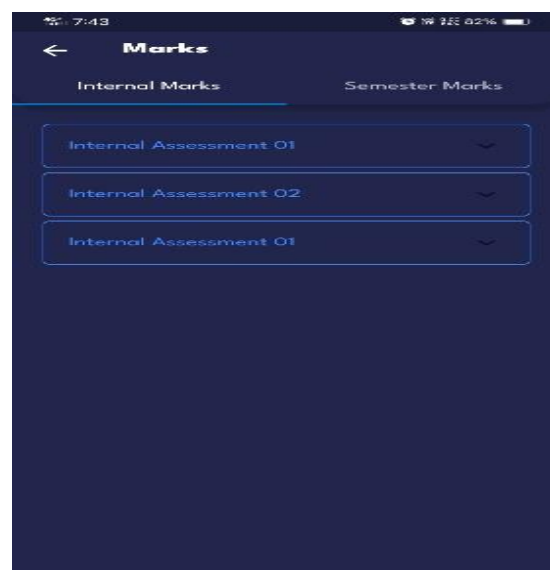 7:43 82%
Marks
Internal Marks Semester Marks
Internal Assessment 01
Internal Assessment 02
Internal Assessment 01